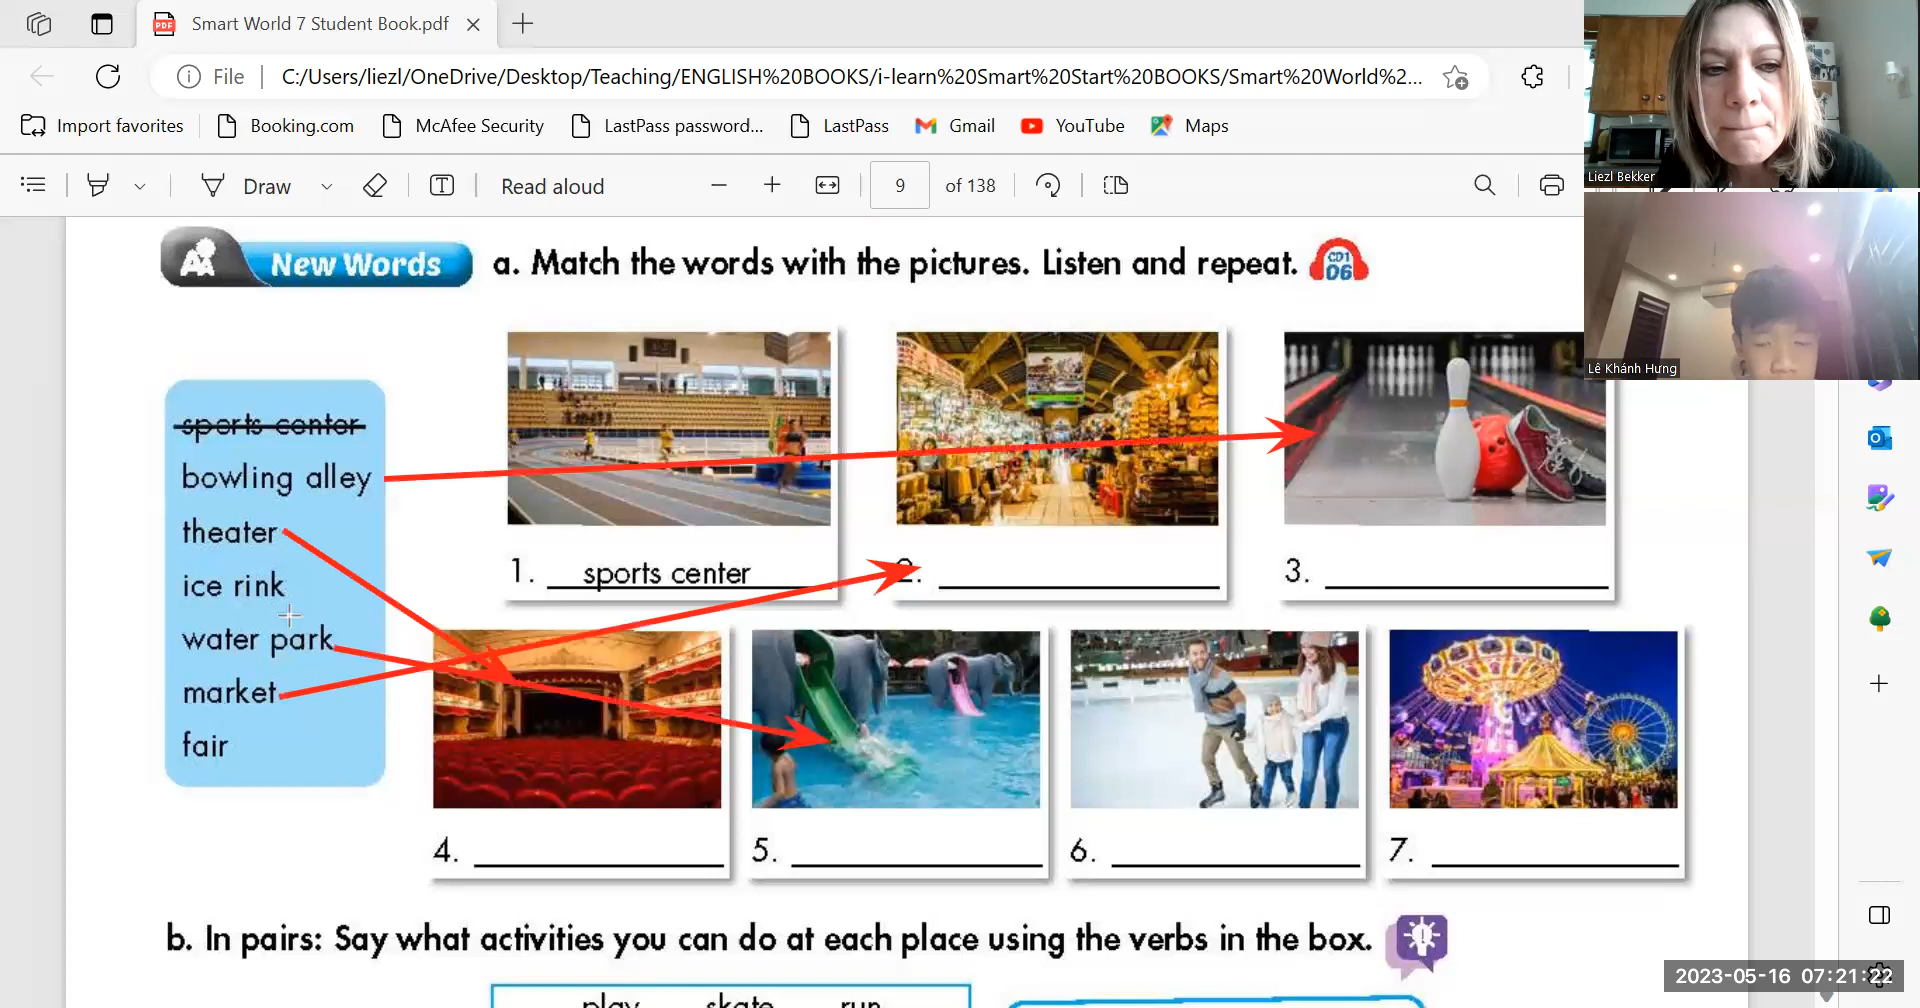 Smart World 7 Student Book.pdf
File
C:/Users/liezl/OneDrive/Desktop/Teaching/ENGLISH%20BOOKS/i-learn%20Smart%20Start%20BOOKS/Smart%20World%2...
Import favorites
Booking.com
McAfee Security
LastPass password...
LastPass
Gmail
YouTube
Maps
Draw
Read aloud
9
of 138
Liezl Bekker
Lê Khánh Hưng
New Words
a. Match the words with the pictures. Listen and repeat.
CD1
06
sports center
bowling alley
theater
ice rink
water park
market
fair
1. sports center
2.
3.
4.
5.
6.
7.
b. In pairs: Say what activities you can do at each place using the verbs in the box.
play skate run
2023-05-16 07:21:22